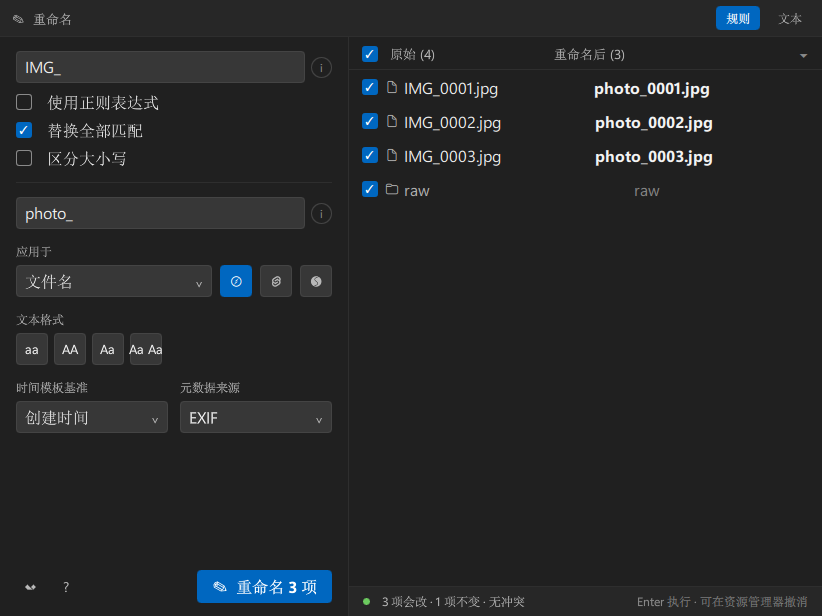 重命名
规则 文本
IMG_
使用正则表达式
替换全部匹配
区分大小写
photo_
应用于
文件名
文本格式
aa AA Aa Aa Aa
时间模板基准 元数据来源
创建时间 EXIF
? 重命名 3 项
原始 (4) 重命名后 (3)
IMG_0001.jpg photo_0001.jpg
IMG_0002.jpg photo_0002.jpg
IMG_0003.jpg photo_0003.jpg
raw raw
3 项会改 · 1 项不变 · 无冲突 Enter 执行 · 可在资源管理器撤消